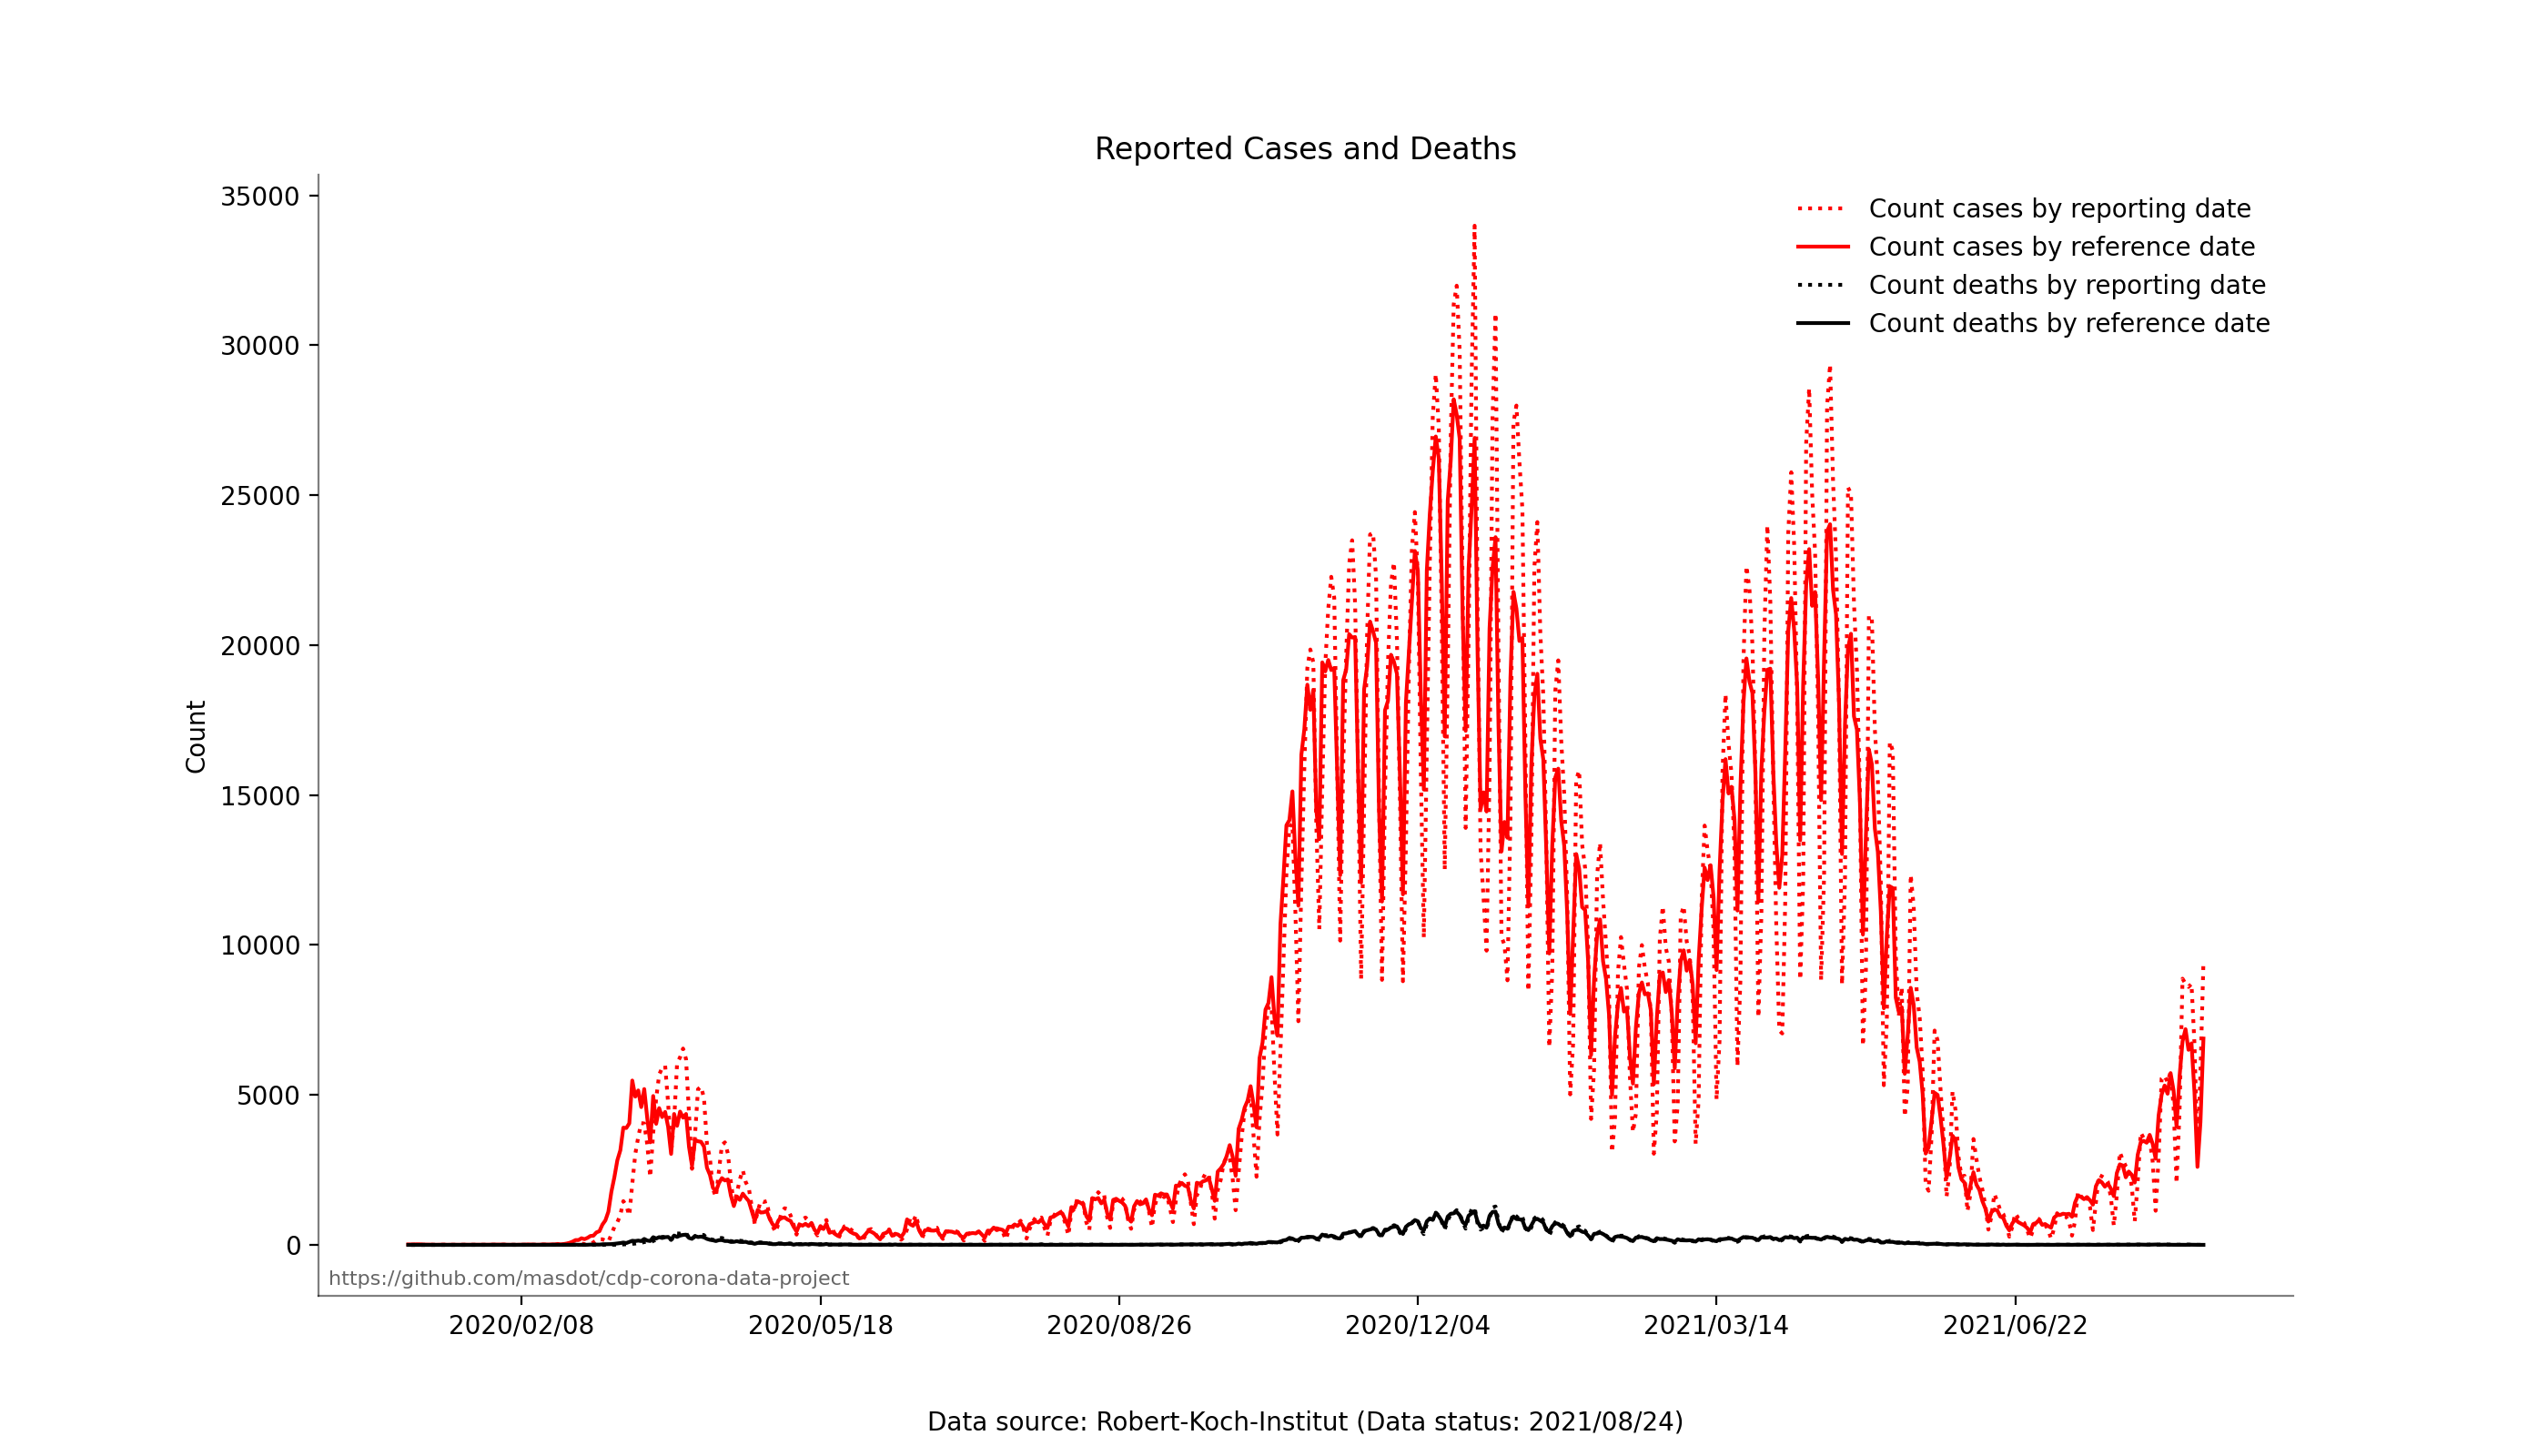 Reported Cases and Deaths
35000
30000
25000
20000
15000
10000
5000
0
Count
Count cases by reporting date
Count cases by reference date
Count deaths by reporting date
Count deaths by reference date
https://github.com/masdot/cdp-corona-data-project
2020/02/08 2020/05/18 2020/08/26 2020/12/04 2021/03/14 2021/06/22
Data source: Robert-Koch-Institut (Data status: 2021/08/24)